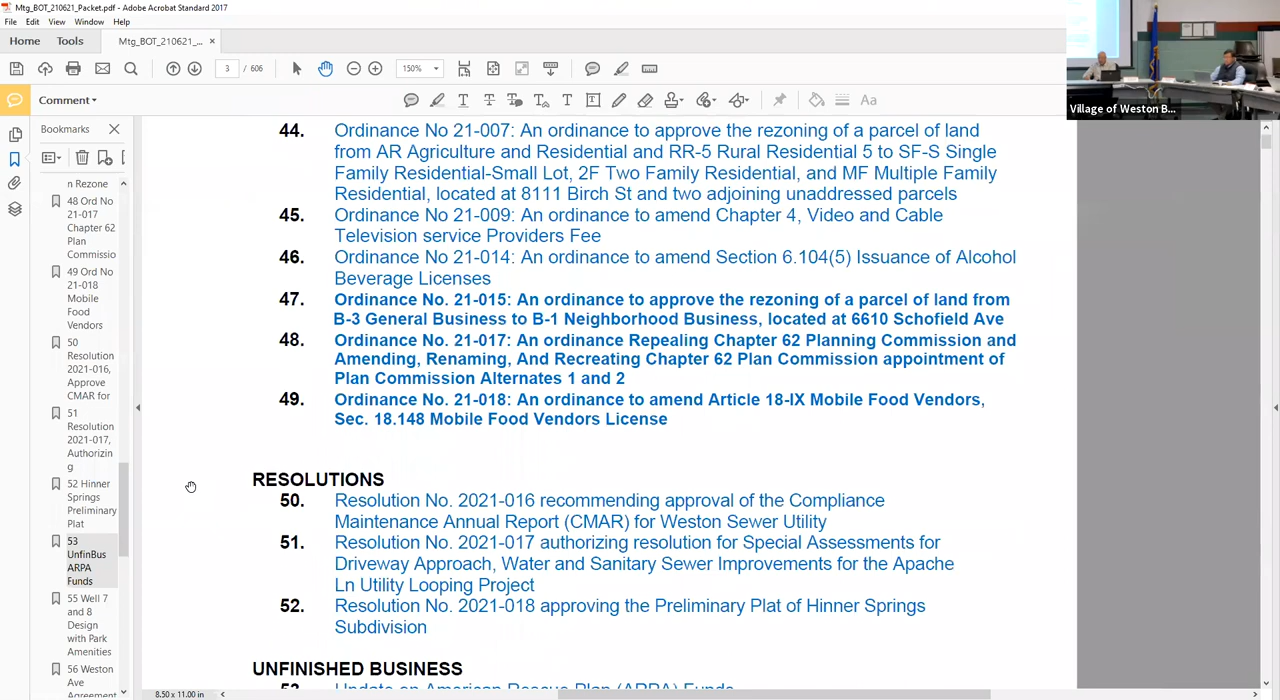 Mtg_BOT_210621_Packet.pdf - Adobe Acrobat Standard 2017
File Edit View Window Help
Home Tools Mtg_BOT_210621_... ×
3 / 606 150%
Comment
Aa
Village of Weston B...
Bookmarks
n Rezone
48 Ord No
21-017
Chapter 62
Plan
Commissio
49 Ord No
21-018
Mobile
Food
Vendors
50
Resolution
2021-016,
Approve
CMAR for
51
Resolution
2021-017,
Authorizin
g
52 Hinner
Springs
Preliminary
Plat
53
UnfinBus
ARPA
Funds
55 Well 7
and 8
Design
with Park
Amenities
56 Weston
Ave
Agreement
44. Ordinance No 21-007: An ordinance to approve the rezoning of a parcel of land
from AR Agriculture and Residential and RR-5 Rural Residential 5 to SF-S Single
Family Residential-Small Lot, 2F Two Family Residential, and MF Multiple Family
Residential, located at 8111 Birch St and two adjoining unaddressed parcels
45. Ordinance No 21-009: An ordinance to amend Chapter 4, Video and Cable
Television service Providers Fee
46. Ordinance No 21-014: An ordinance to amend Section 6.104(5) Issuance of Alcohol
Beverage Licenses
47. Ordinance No. 21-015: An ordinance to approve the rezoning of a parcel of land from
B-3 General Business to B-1 Neighborhood Business, located at 6610 Schofield Ave
48. Ordinance No. 21-017: An ordinance Repealing Chapter 62 Planning Commission and
Amending, Renaming, And Recreating Chapter 62 Plan Commission appointment of
Plan Commission Alternates 1 and 2
49. Ordinance No. 21-018: An ordinance to amend Article 18-IX Mobile Food Vendors,
Sec. 18.148 Mobile Food Vendors License
RESOLUTIONS
50. Resolution No. 2021-016 recommending approval of the Compliance
Maintenance Annual Report (CMAR) for Weston Sewer Utility
51. Resolution No. 2021-017 authorizing resolution for Special Assessments for
Driveway Approach, Water and Sanitary Sewer Improvements for the Apache
Ln Utility Looping Project
52. Resolution No. 2021-018 approving the Preliminary Plat of Hinner Springs
Subdivision
UNFINISHED BUSINESS
53. Update on American Rescue Plan (ARPA) Funds
8.50 x 11.00 in